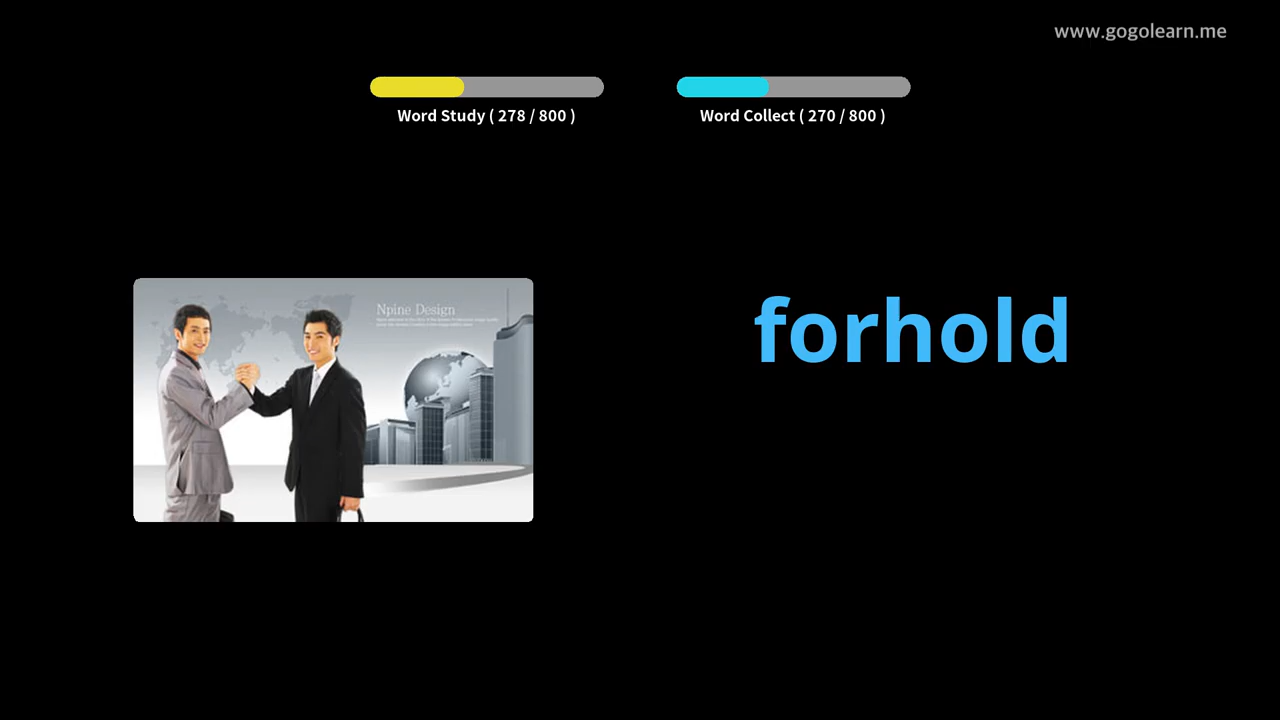 www.gogolearn.me
Word Study ( 278 / 800 )
Word Collect ( 270 / 800 )
Npine Design
forhold